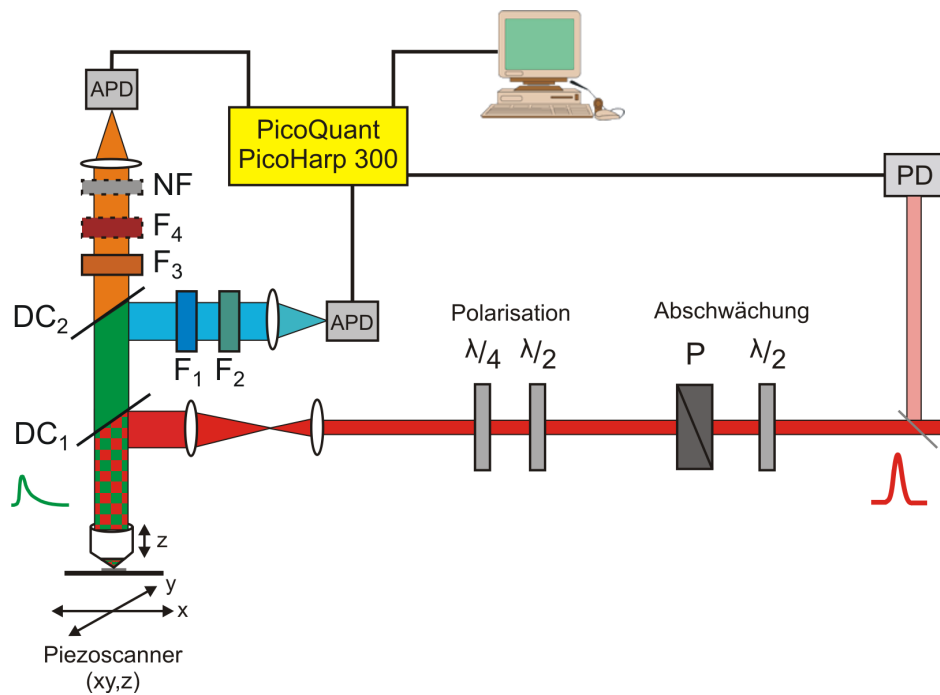 APD
PicoQuant
PicoHarp 300
PD
NF
F₄
F₃
DC₂
APD
F₁
F₂
Polarisation
λ/4
λ/2
Abschwächung
P
λ/2
DC₁
z
y
x
Piezoscanner
(xy,z)